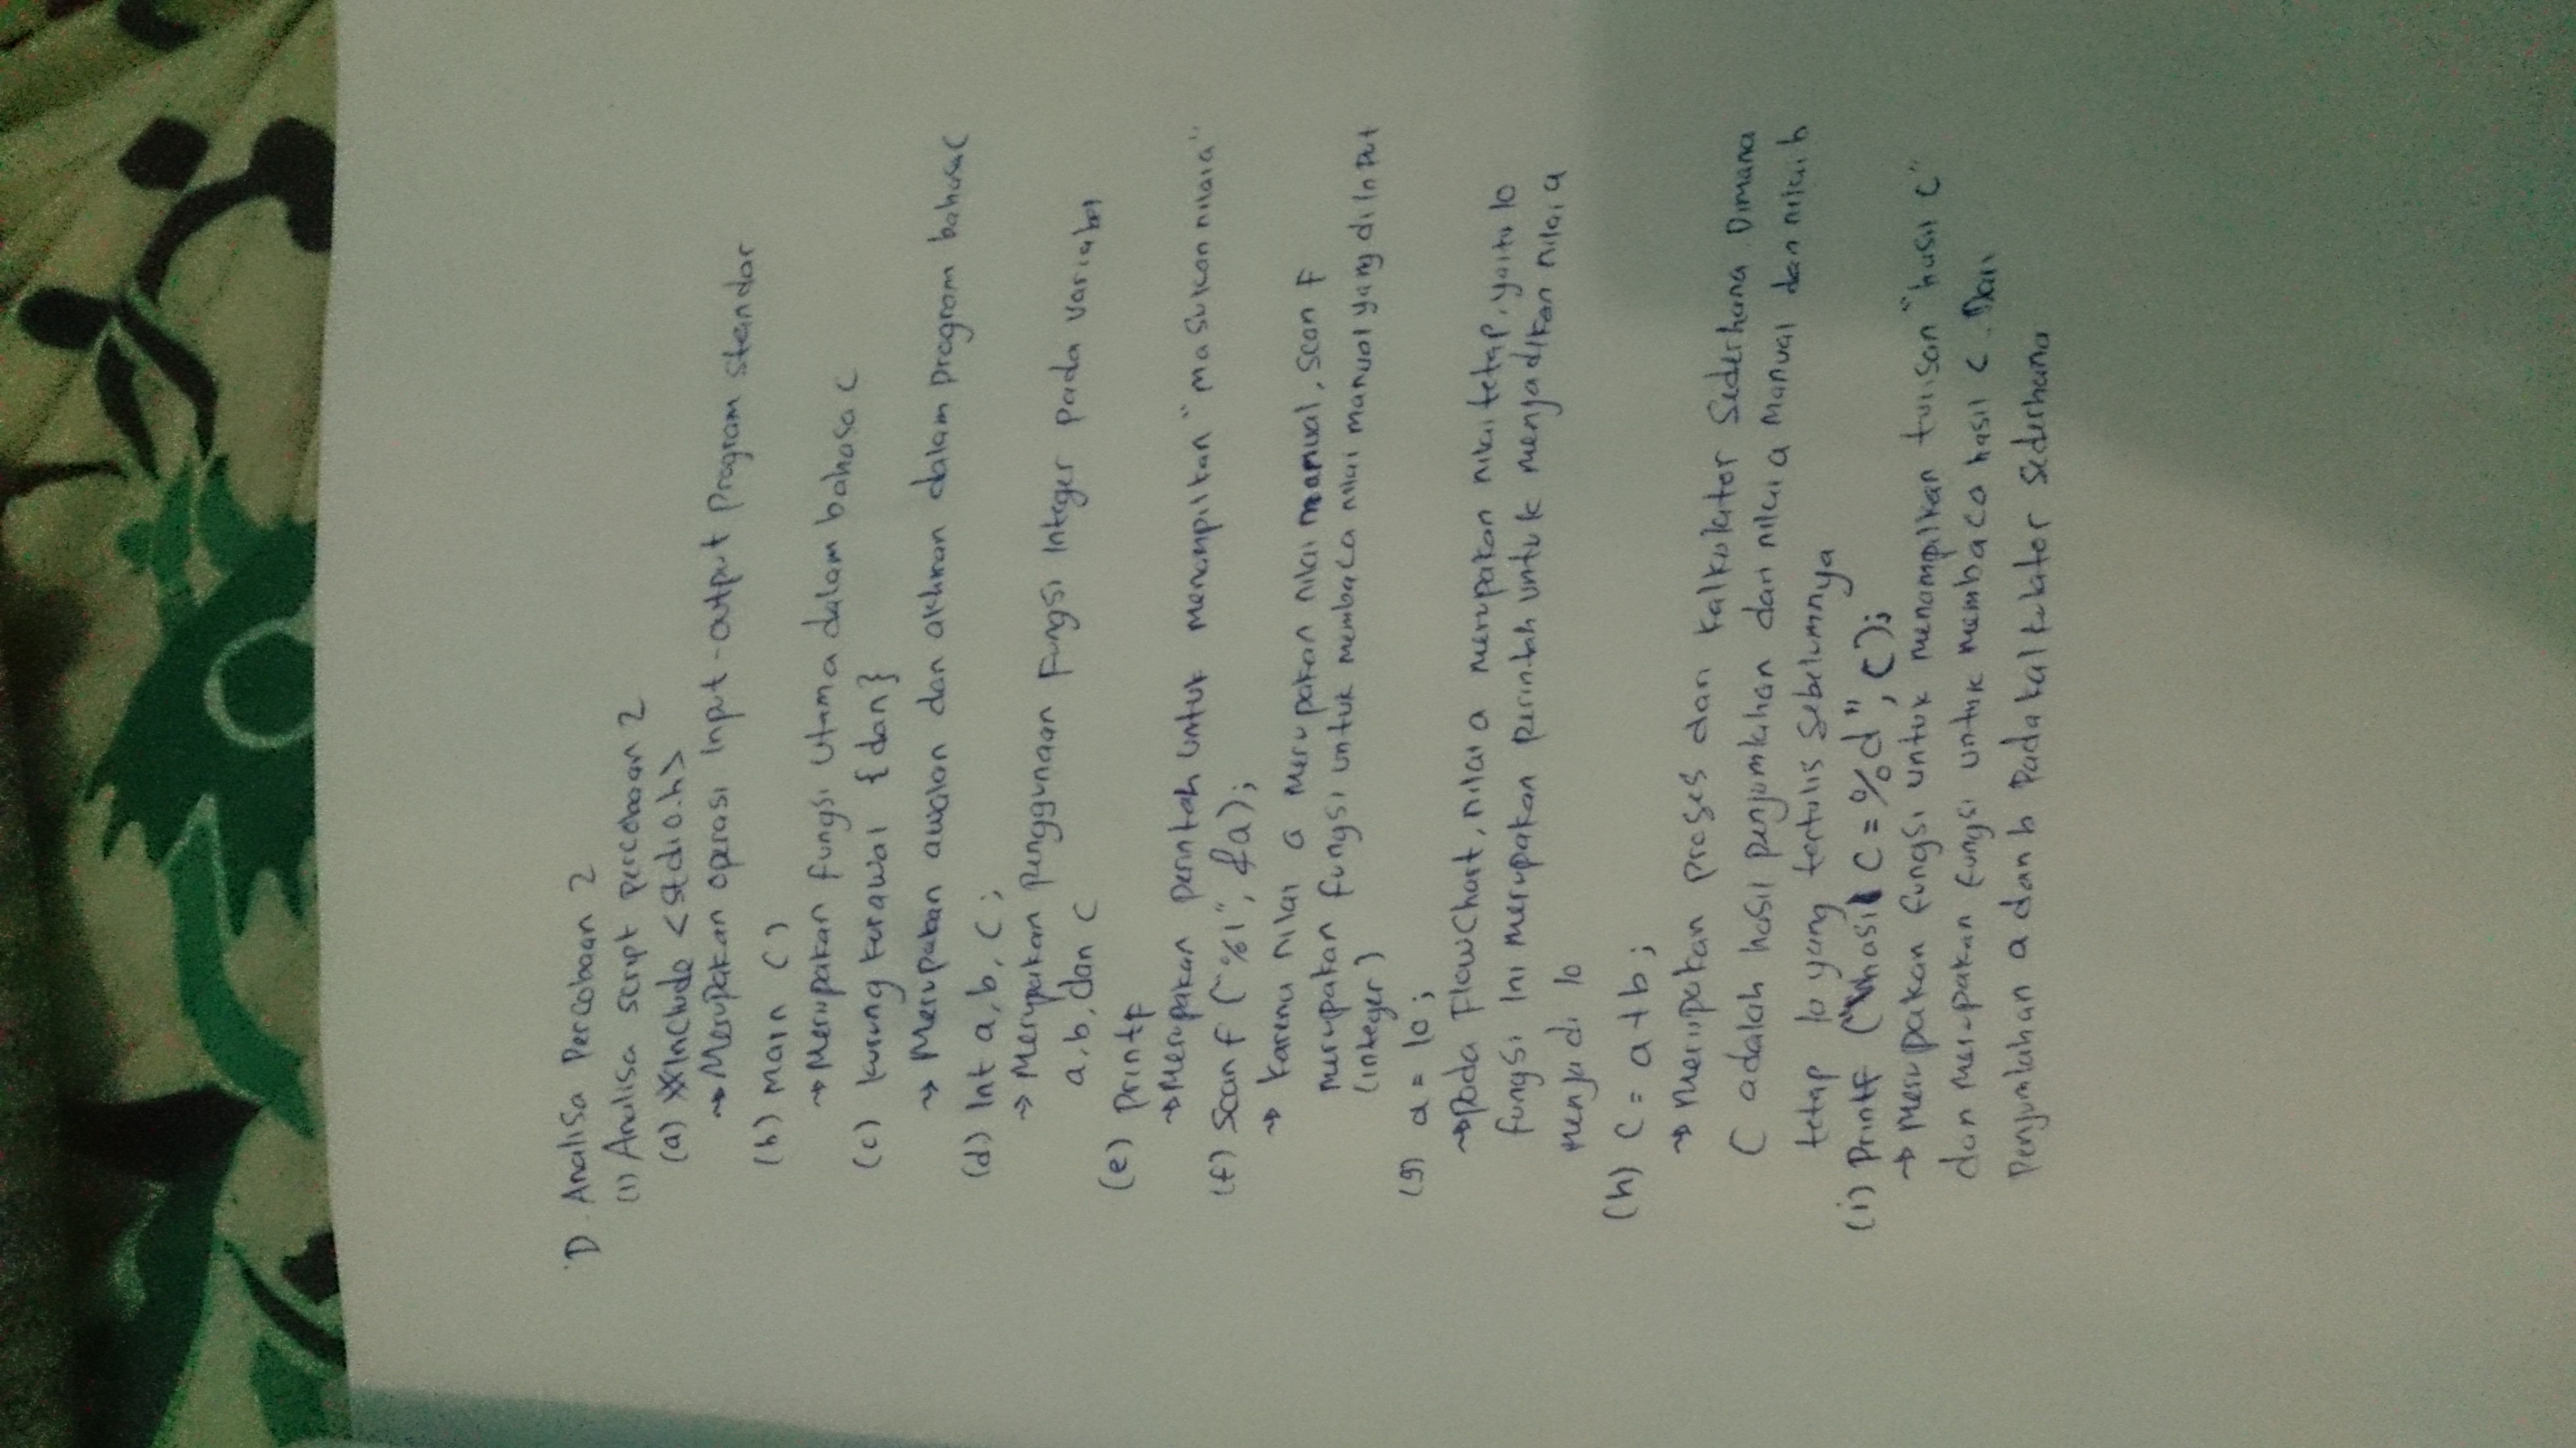 D. Analisa Percobaan 2
(1) Analisa script percobaan 2
(a) #Include <stdio.h>
→ Merupakan operasi Input-output Program Standar
(b) main ()
→ Merupakan fungsi Utama dalam bahasa C
(c) kurung kurawal {dan}
→ Merupakan awalan dan akhiran dalam program bahasa C
(d) Int a, b, c;
→ Merupakan Penggunaan Fungsi Integer pada variabel
a, b, dan c
(e) Printf
→ Merupakan perintah untuk menampilkan "masukan nilai a"
(f) Scanf ("%i", &a);
→ karena nilai a merupakan nilai manual, scan F
merupakan fungsi untuk membaca nilai manual yang di Input
(integer)
(g) a = 10;
→ Pada FlowChart, nilai a merupakan nilai tetap, yaitu 10
fungsi Ini merupakan perintah untuk menjadikan nilai a
menjadi 10
(h) C = a+b;
→ Merupakan proses dari kalkulator Sederhana. Dimana
C adalah hasil penjumlahan dari nilai a Manual dan nilai b
tetap 10 yang tertulis sebelumnya
(i) Printf ("hasil C = %d", C);
→ Merupakan fungsi untuk menampilkan tulisan "hasil C"
dan Merupakan fungsi untuk membaca hasil C. Dari
Penjumlahan a dan b Pada kalkulator Sederhana